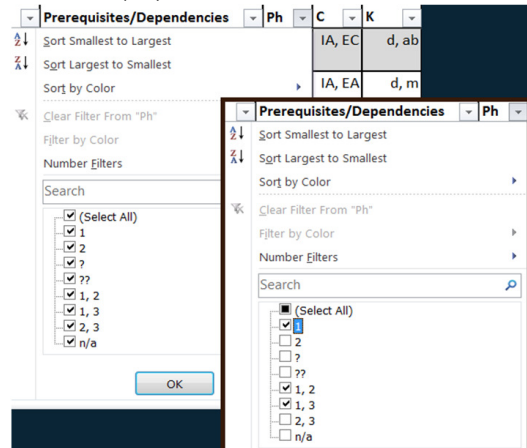 Prerequisites/Dependencies Ph C K
Sort Smallest to Largest
Sort Largest to Smallest
Sort by Color
Clear Filter From "Ph"
Filter by Color
Number Filters
Search
(Select All)
1
2
?
??
1, 2
1, 3
2, 3
n/a
OK
IA, EC d, ab
IA, EA d, m
Prerequisites/Dependencies Ph
Sort Smallest to Largest
Sort Largest to Smallest
Sort by Color
Clear Filter From "Ph"
Filter by Color
Number Filters
Search
(Select All)
1
2
?
??
1, 2
1, 3
2, 3
n/a